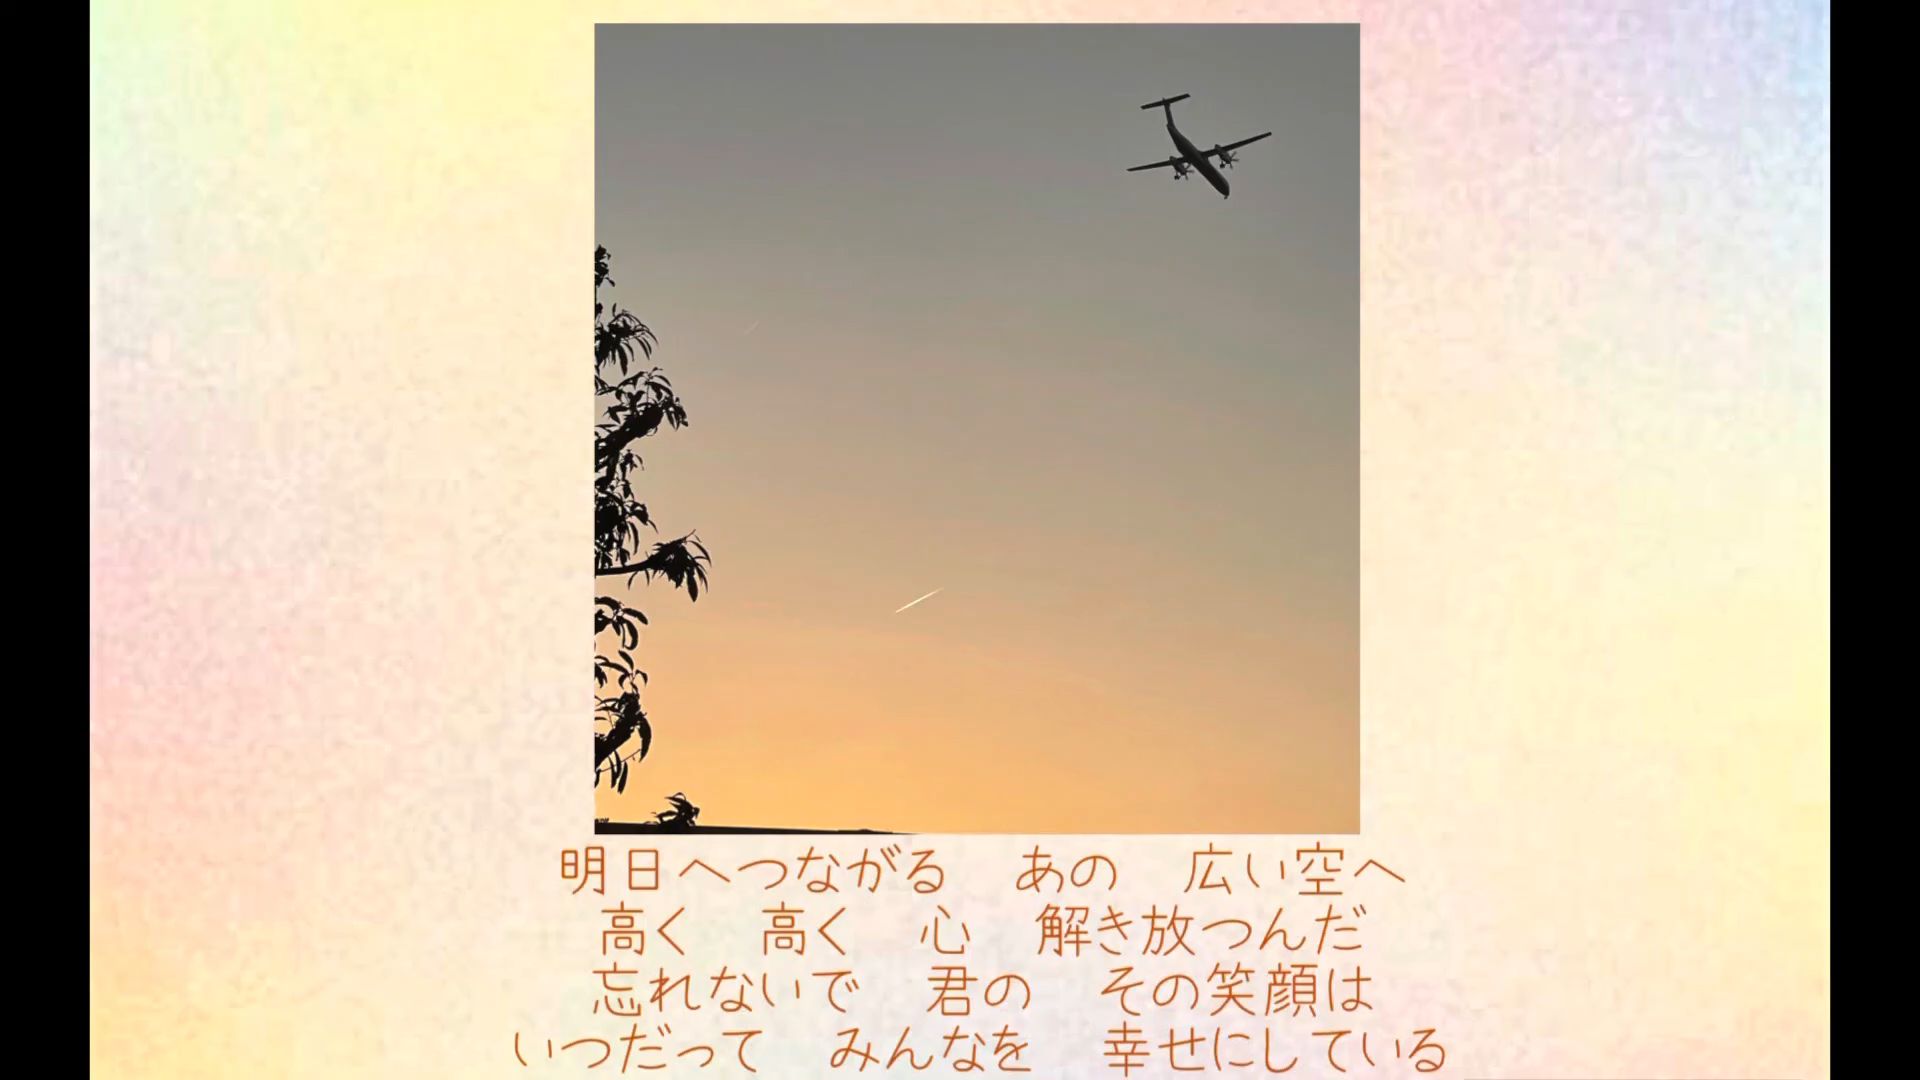 明日へつながる　あの　広い空へ
高く　高く　心　解き放つんだ
忘れないで　君の　その笑顔は
いつだって　みんなを　幸せにしている